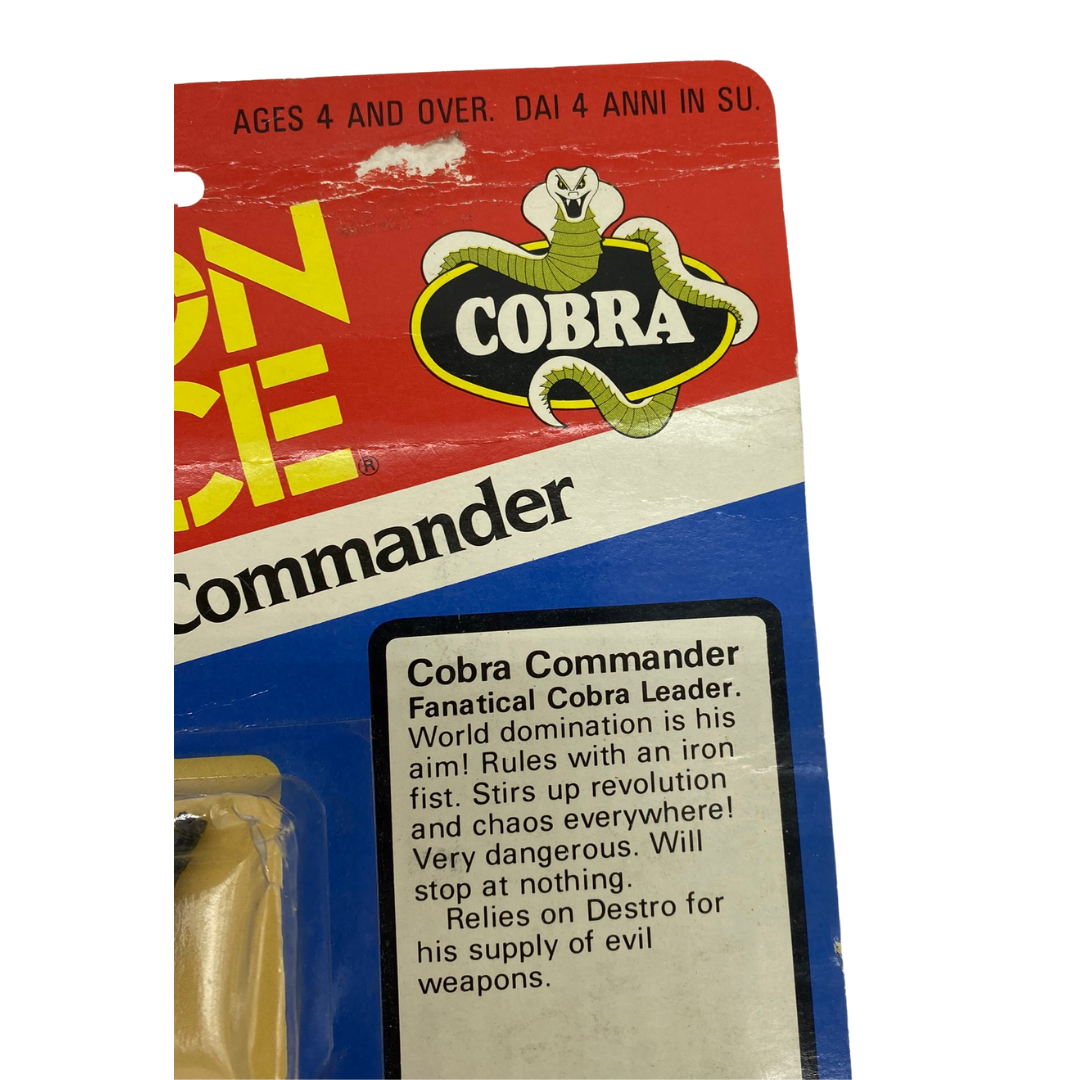 AGES 4 AND OVER. DAI 4 ANNI IN SU.
ON
CE®
COBRA
Commander
Cobra Commander
Fanatical Cobra Leader.
World domination is his
aim! Rules with an iron
fist. Stirs up revolution
and chaos everywhere!
Very dangerous. Will
stop at nothing.
Relies on Destro for
his supply of evil
weapons.